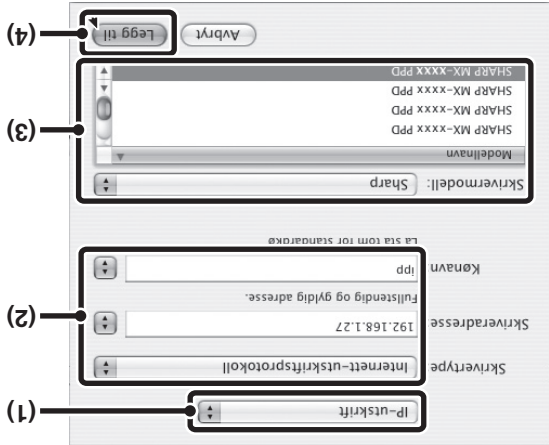 (1)
IP-utskrift
Skrivertype: Internett-utskriftsprotokoll
(2)
Skriveradresse: 192.168.1.27
Fullstendig og gyldig adresse.
Kønavn: ipp
La stå tom for standardkø
Skrivermodell: Sharp
(3)
Modellnavn
SHARP MX-xxxx PPD
SHARP MX-xxxx PPD
SHARP MX-xxxx PPD
SHARP MX-xxxx PPD
Avbryt
Legg til
(4)